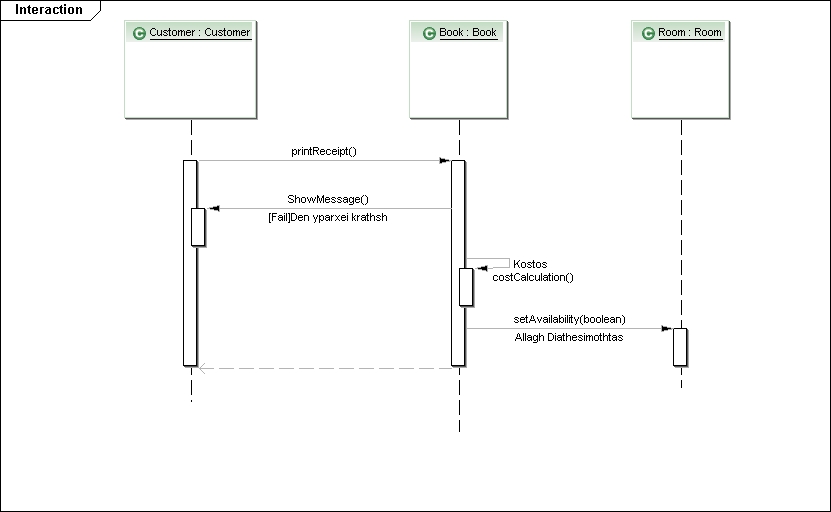 Interaction
C Customer : Customer
C Book : Book
C Room : Room
printReceipt()
ShowMessage()
[Fail]Den yparxei krathsh
Kostos
costCalculation()
setAvailability(boolean)
Allagh Diathesimothtas